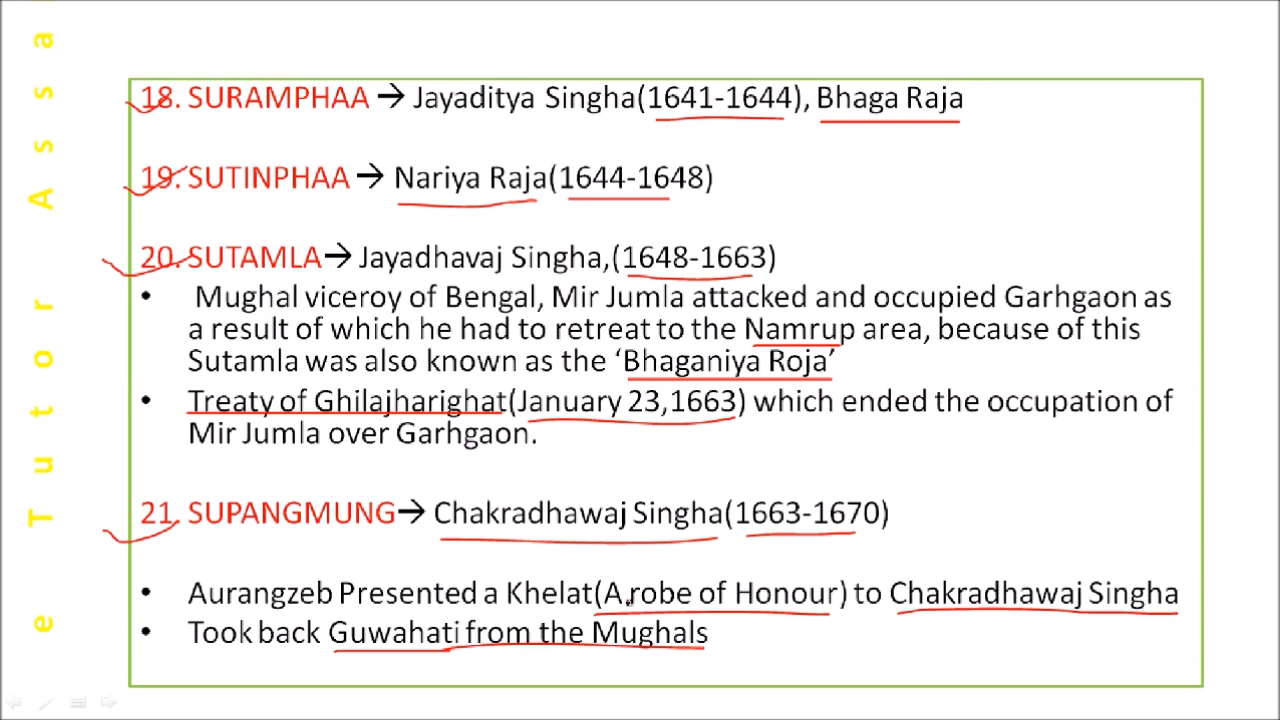 e Tutor Assa
18. SURAMPHAA → Jayaditya Singha(1641-1644), Bhaga Raja
19. SUTINPHAA → Nariya Raja(1644-1648)
20. SUTAMLA→ Jayadhavaj Singha,(1648-1663)
• Mughal viceroy of Bengal, Mir Jumla attacked and occupied Garhgaon as
a result of which he had to retreat to the Namrup area, because of this
Sutamla was also known as the ‘Bhaganiya Roja’
• Treaty of Ghilajharighat(January 23,1663) which ended the occupation of
Mir Jumla over Garhgaon.
21. SUPANGMUNG→ Chakradhawaj Singha(1663-1670)
• Aurangzeb Presented a Khelat(A robe of Honour) to Chakradhawaj Singha
• Took back Guwahati from the Mughals